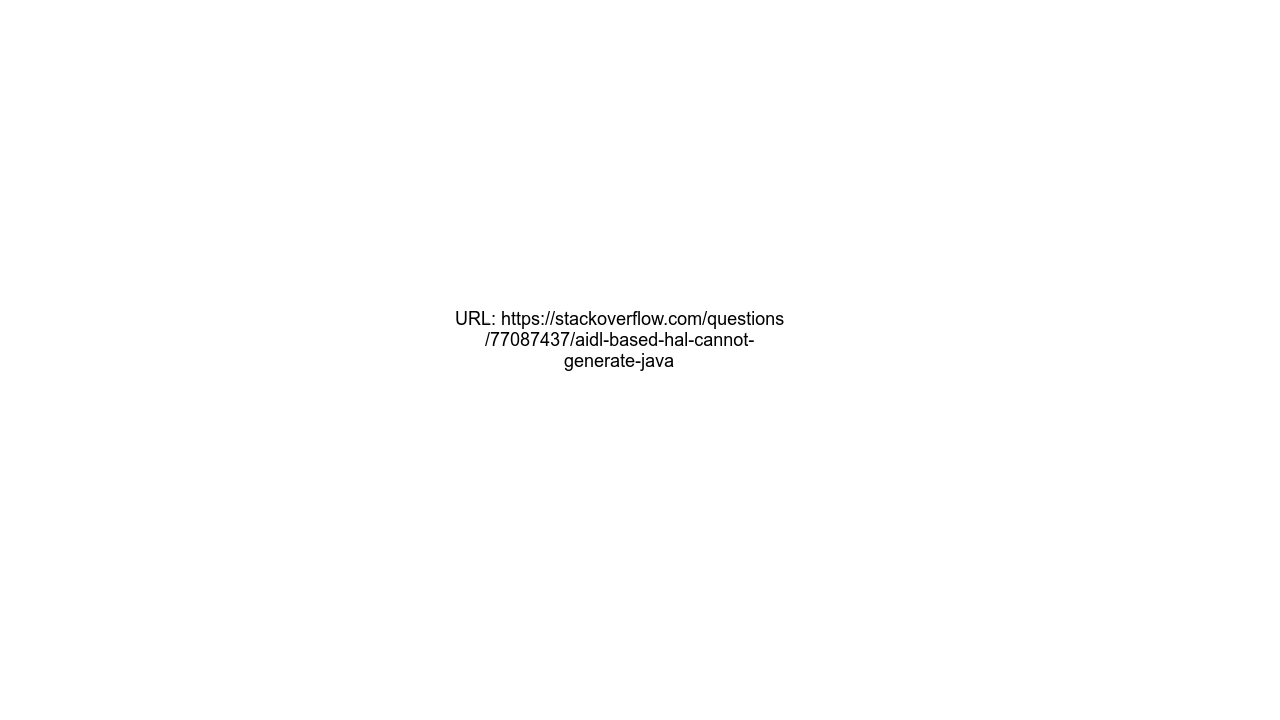 URL: https://stackoverflow.com/questions
/77087437/aidl-based-hal-cannot-
generate-java